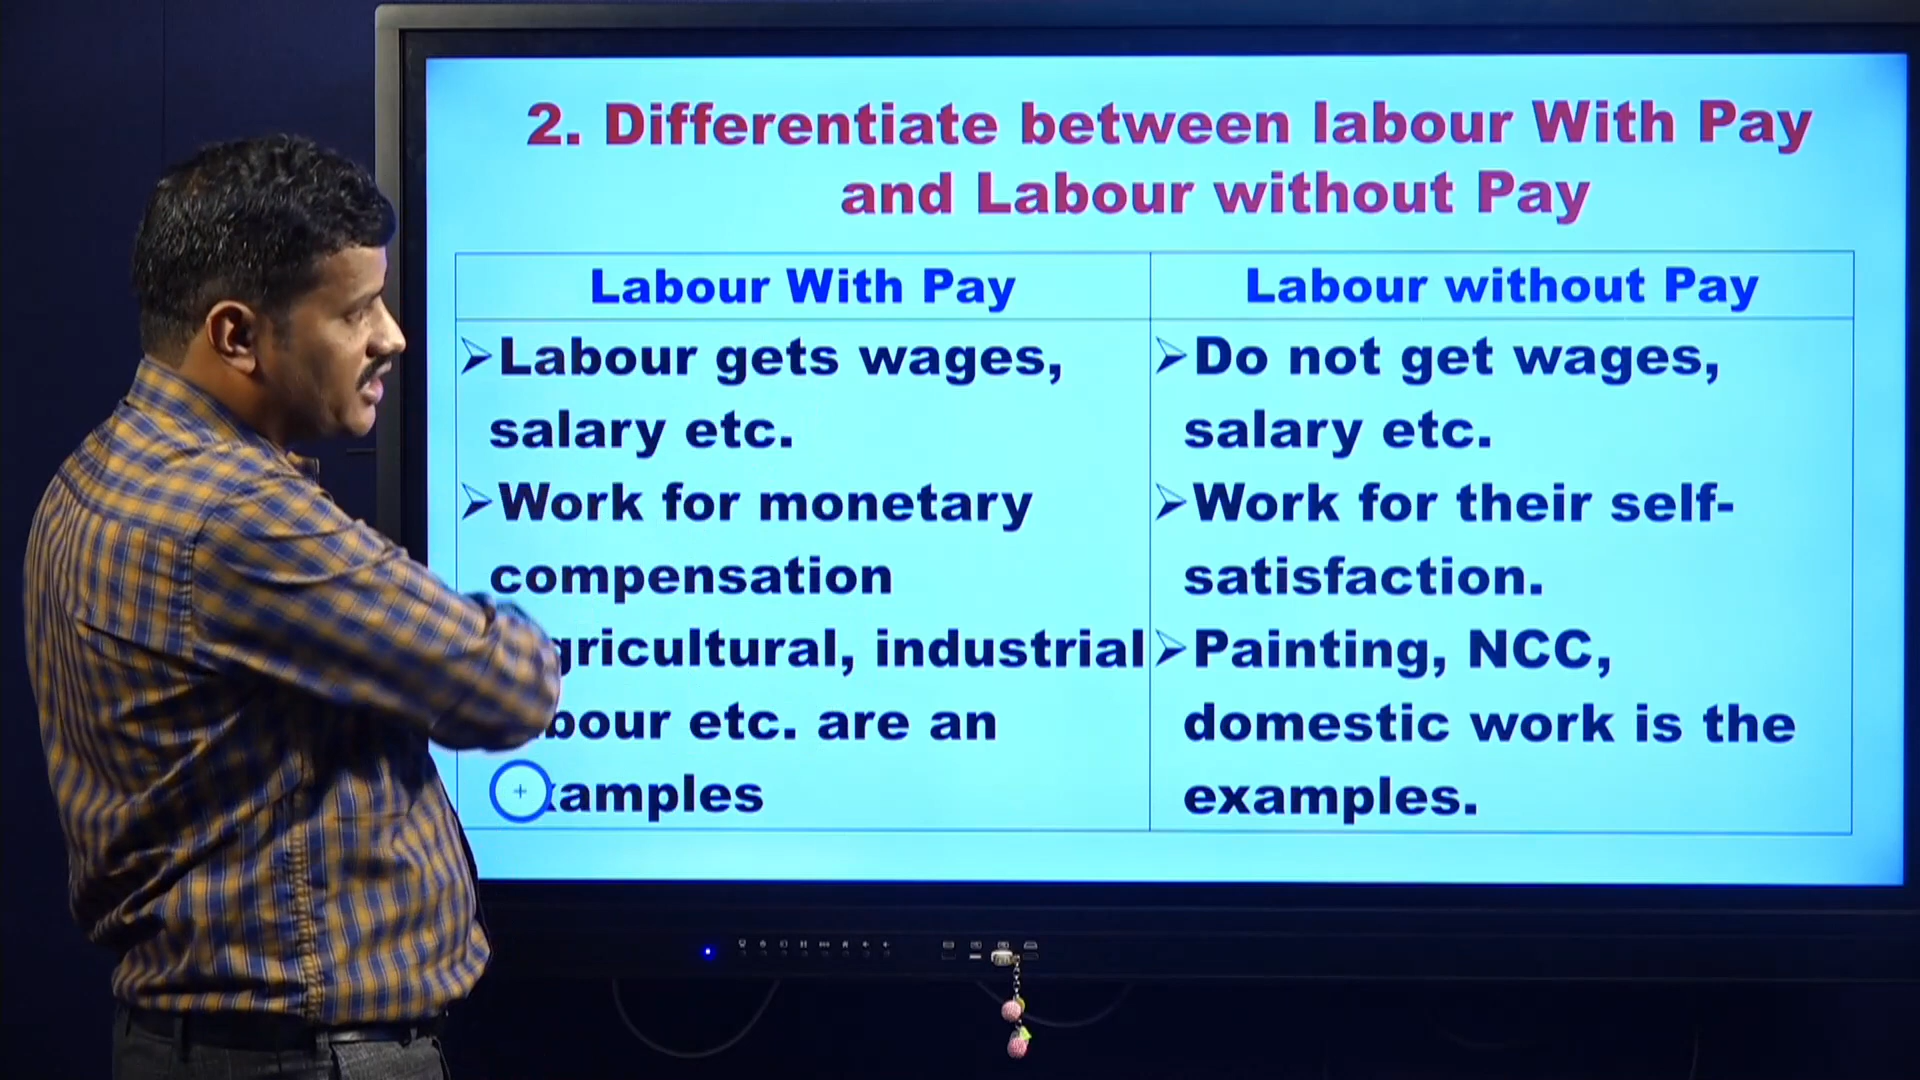 2. Differentiate between labour With Pay
and Labour without Pay
Labour With Pay
Labour gets wages,
salary etc.
Work for monetary
compensation
gricultural, industrial
bour etc. are an
xamples
Labour without Pay
Do not get wages,
salary etc.
Work for their self-
satisfaction.
Painting, NCC,
domestic work is the
examples.